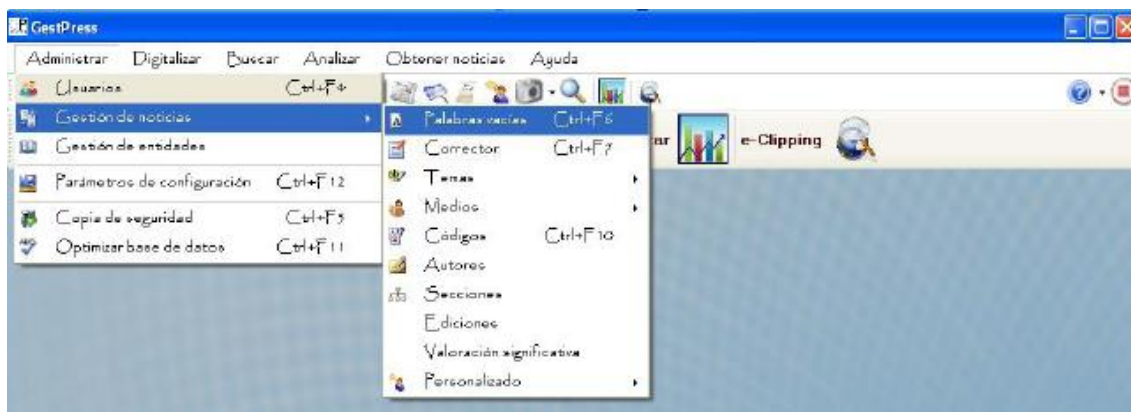 GestPress
Administrar Digitalizar Buscar Analizar Obtener noticias Ayuda
Usuarios Ctrl+F4
Gestión de noticias
Gestión de entidades
Parámetros de configuración Ctrl+F12
Copia de seguridad Ctrl+F5
Optimizar base de datos Ctrl+F11
Palabras vacías Ctrl+F6
Corrector Ctrl+F7
Temas
Medios
Códigos Ctrl+F10
Autores
Secciones
Ediciones
Valoración significativa
Personalizado
e-Clipping